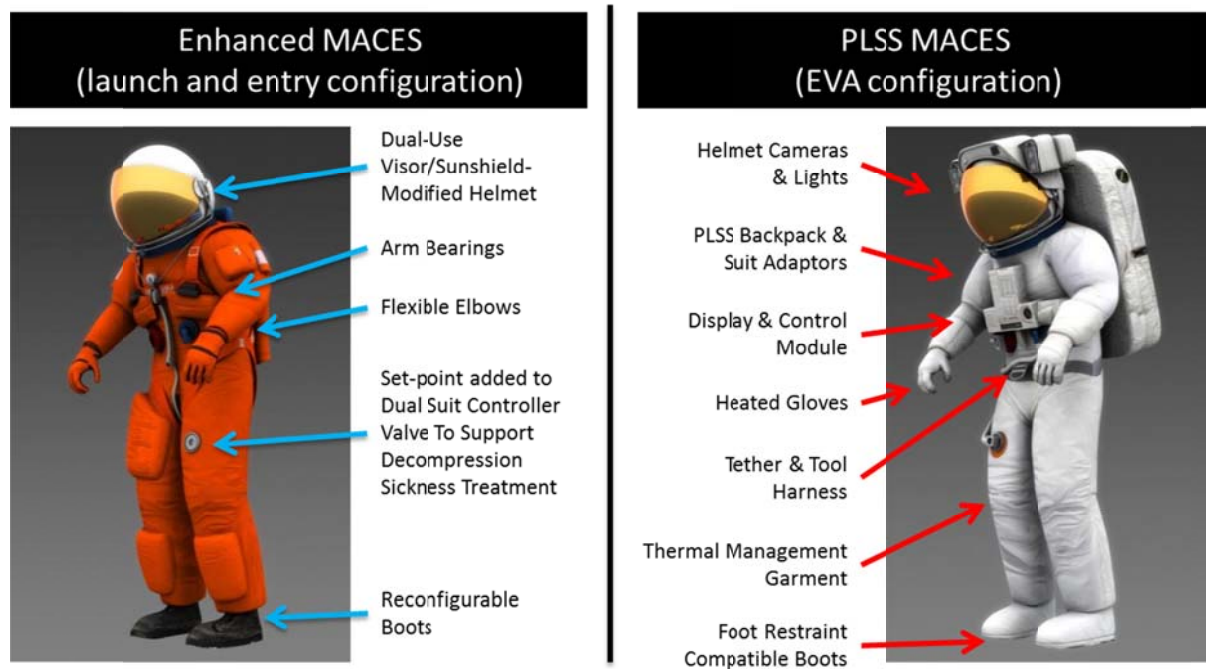 Enhanced MACES
(launch and entry configuration)
Dual-Use
Visor/Sunshield-
Modified Helmet
Arm Bearings
Flexible Elbows
Set-point added to
Dual Suit Controller
Valve To Support
Decompression
Sickness Treatment
Reconfigurable
Boots
PLSS MACES
(EVA configuration)
Helmet Cameras
& Lights
PLSS Backpack &
Suit Adaptors
Display & Control
Module
Heated Gloves
Tether & Tool
Harness
Thermal Management
Garment
Foot Restraint
Compatible Boots